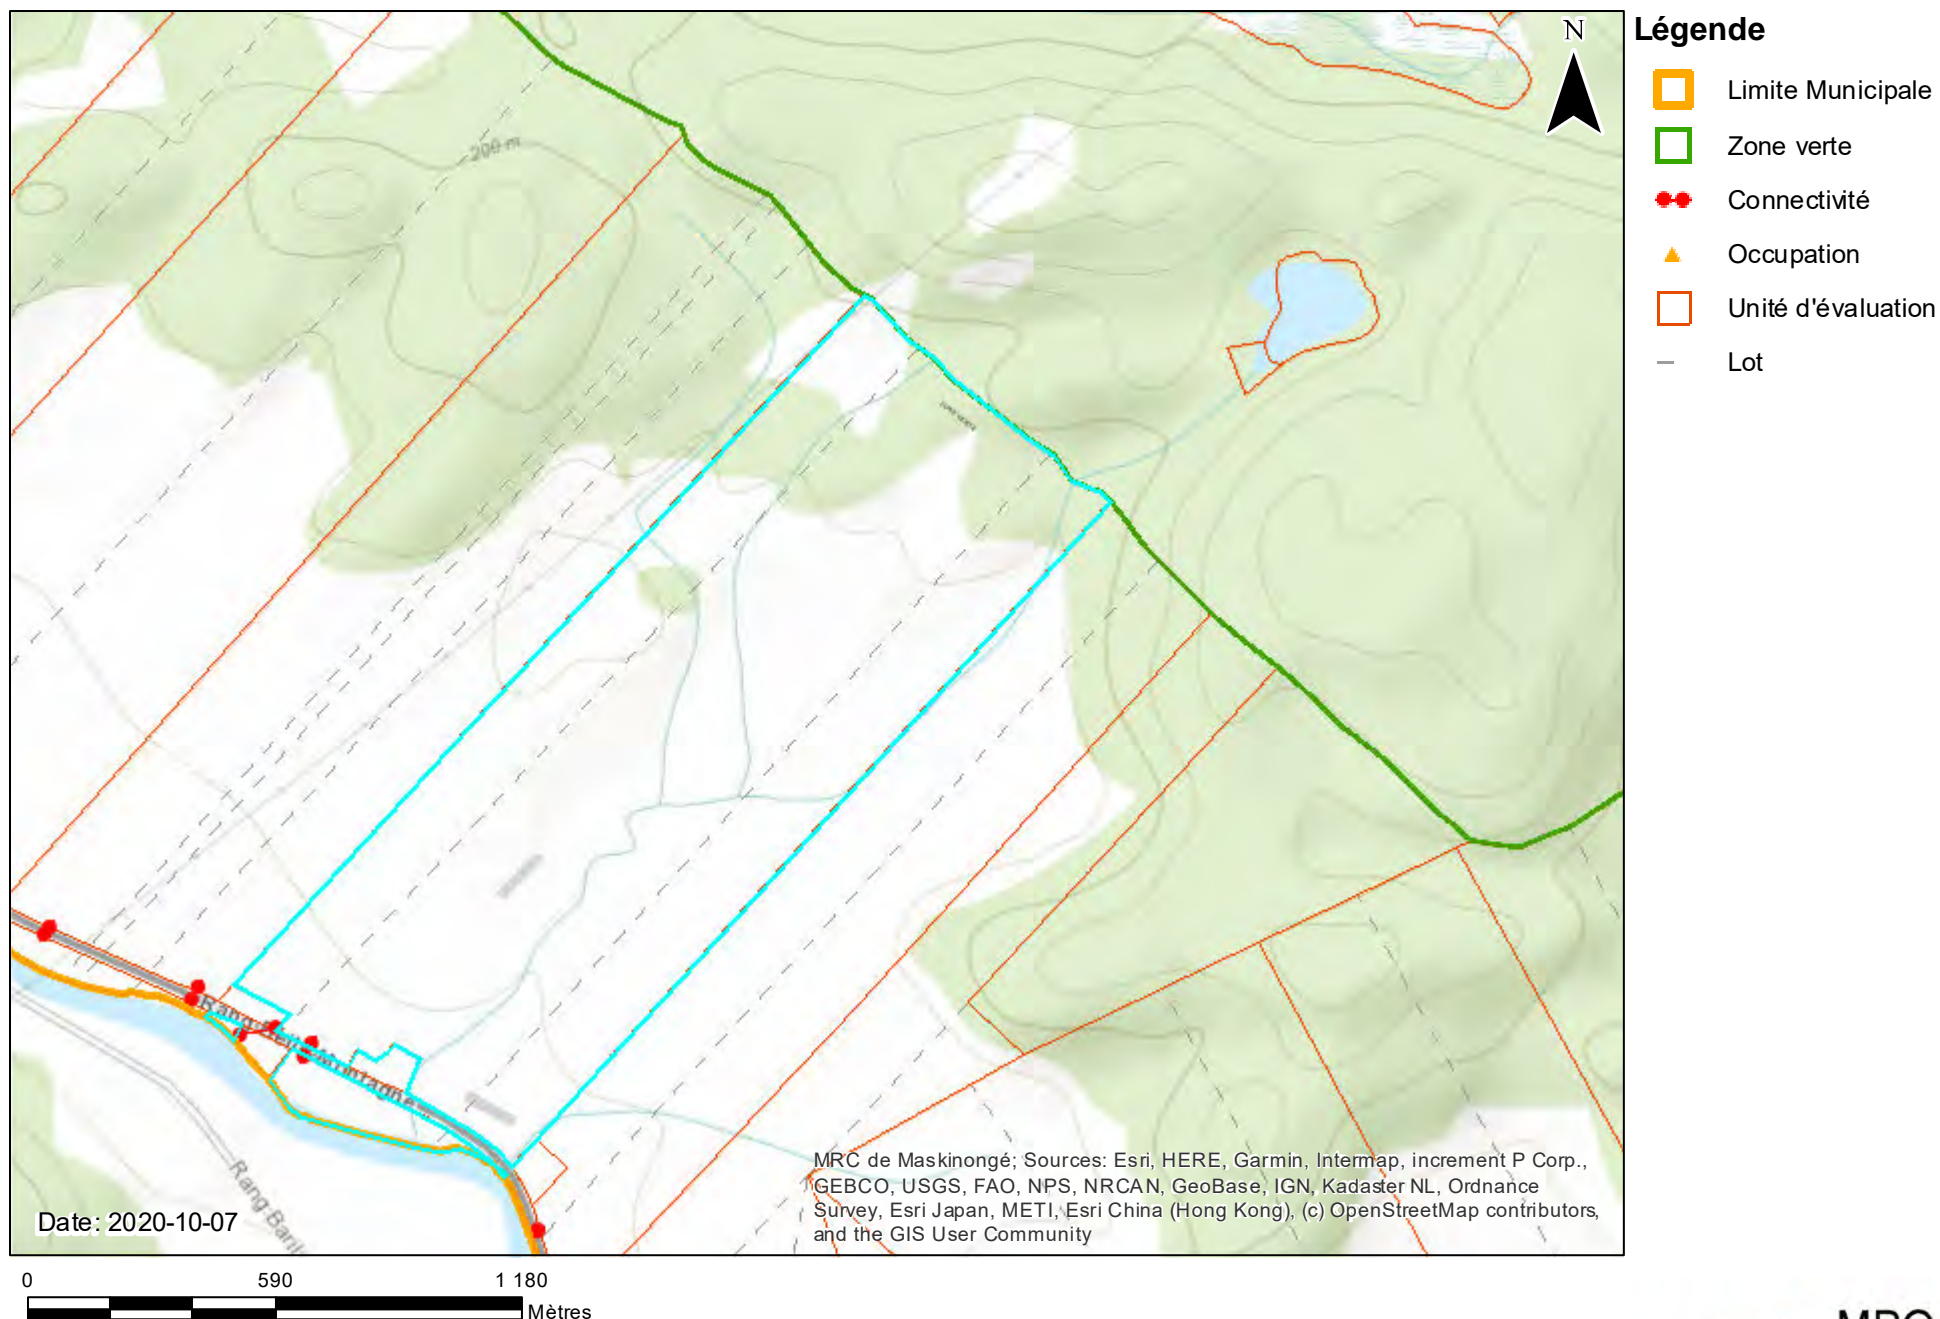 N
Légende
Limite Municipale
Zone verte
Connectivité
Occupation
Unité d'évaluation
Lot
200 m
Rang
Montagne
Rang
MRC de Maskinongé; Sources: Esri, HERE, Garmin, Intermap, increment P Corp.,
GEBCO, USGS, FAO, NPS, NRCAN, GeoBase, IGN, Kadaster NL, Ordnance
Survey, Esri Japan, METI, Esri China (Hong Kong), (c) OpenStreetMap contributors,
and the GIS User Community
Date: 2020-10-07
0 590 1 180
Mètres
MRC